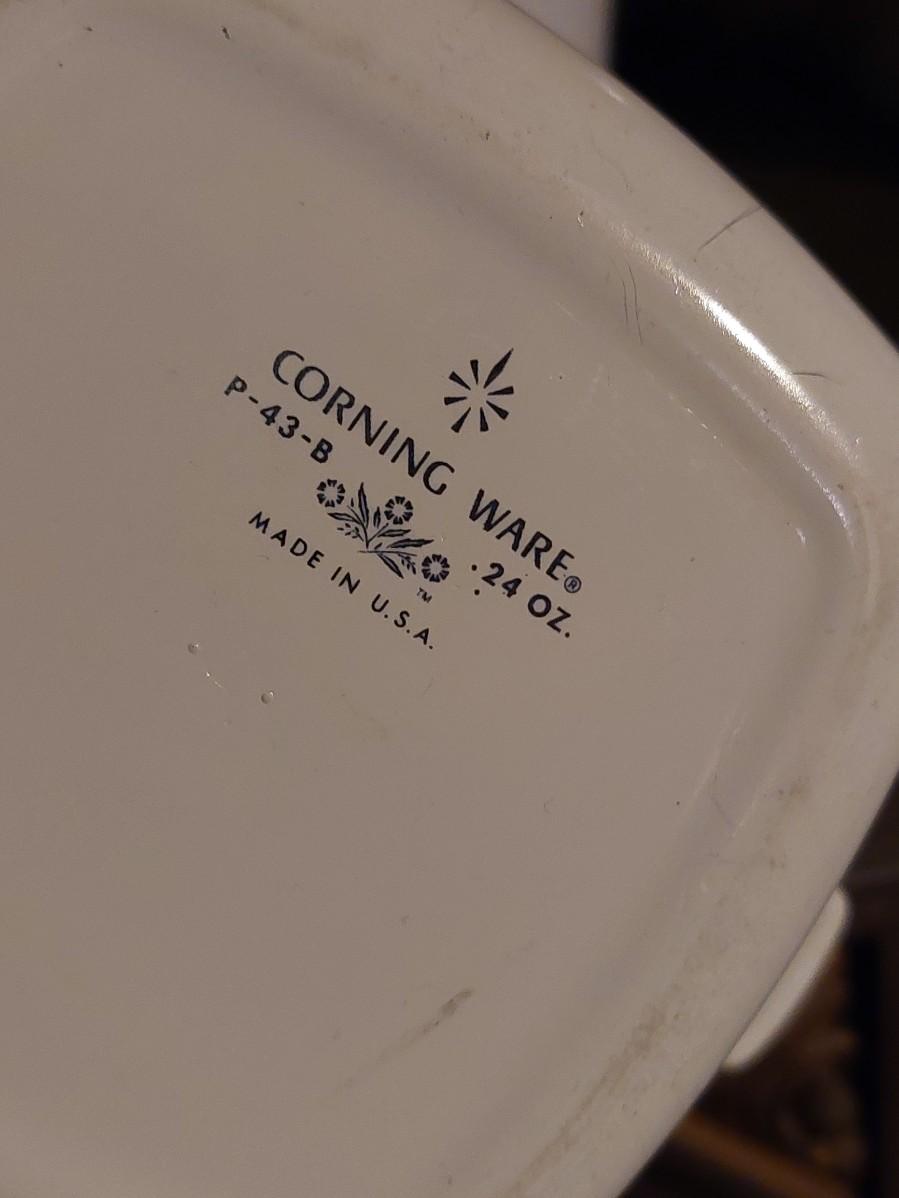 CORNING WARE®
P-43-B 24 OZ.
TM
MADE IN U.S.A.